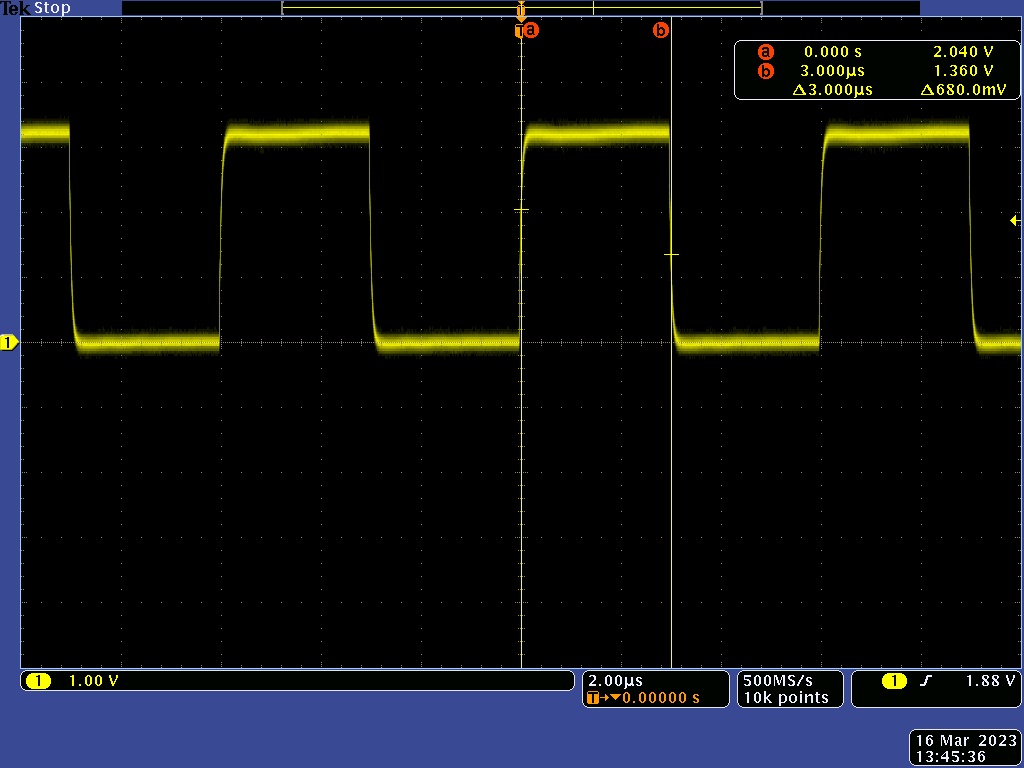 Tek Stop
T
T a b
a 0.000 s 2.040 V
b 3.000µs 1.360 V
Δ3.000µs Δ680.0mV
1
1 1.00 V
2.00µs
T→▼0.00000 s
500MS/s
10k points
1 ƒ 1.88 V
16 Mar 2023
13:45:36